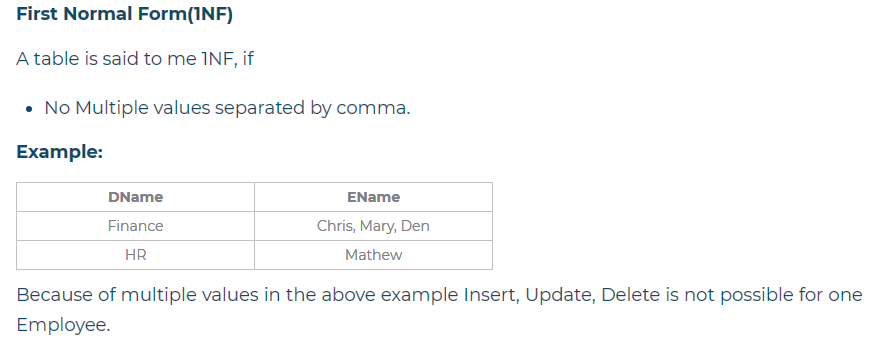 First Normal Form(1NF)
A table is said to me 1NF, if
• No Multiple values separated by comma.
Example:
DName EName
Finance Chris, Mary, Den
HR Mathew
Because of multiple values in the above example Insert, Update, Delete is not possible for one
Employee.